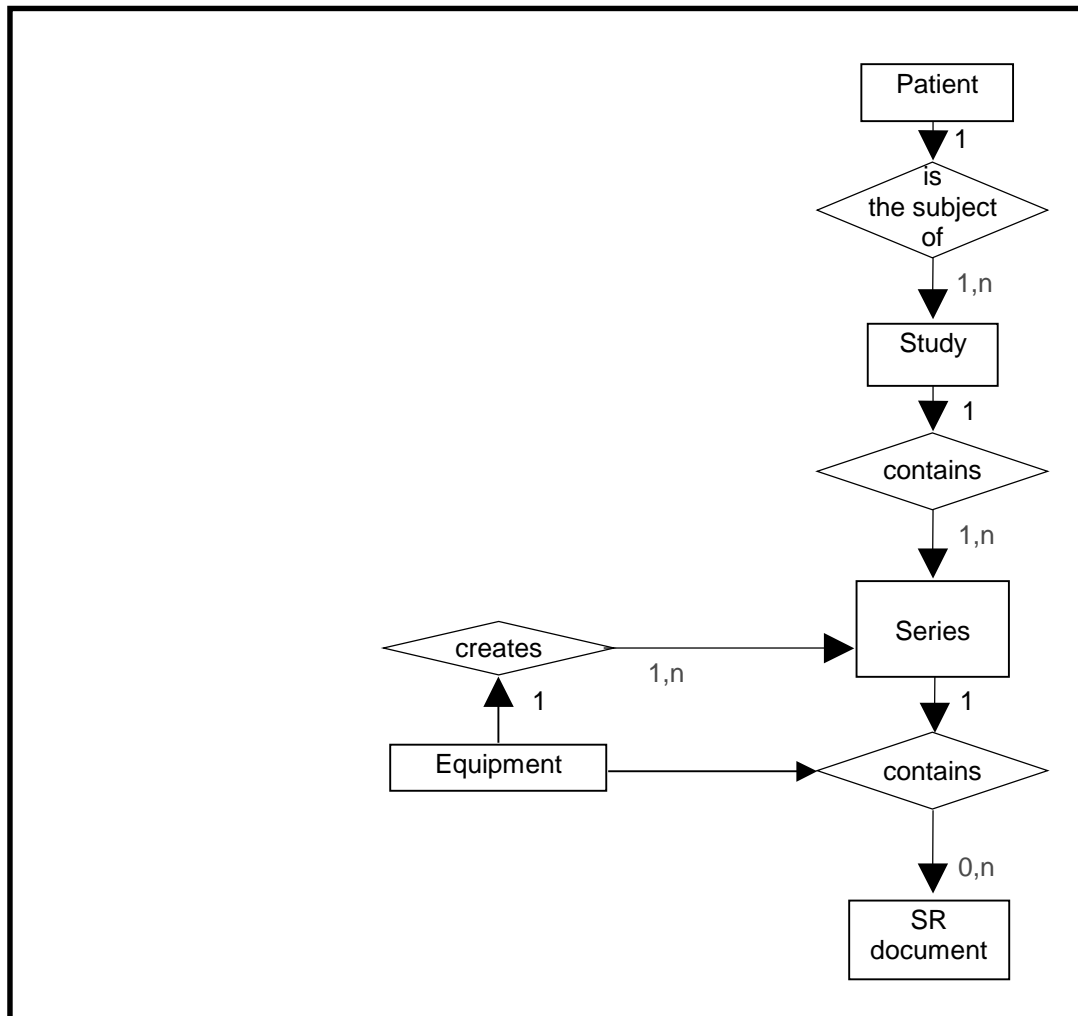 Patient
1
is
the subject
of
1,n
Study
1
contains
1,n
Series
creates
1,n
1
1
Equipment
contains
0,n
SR
document